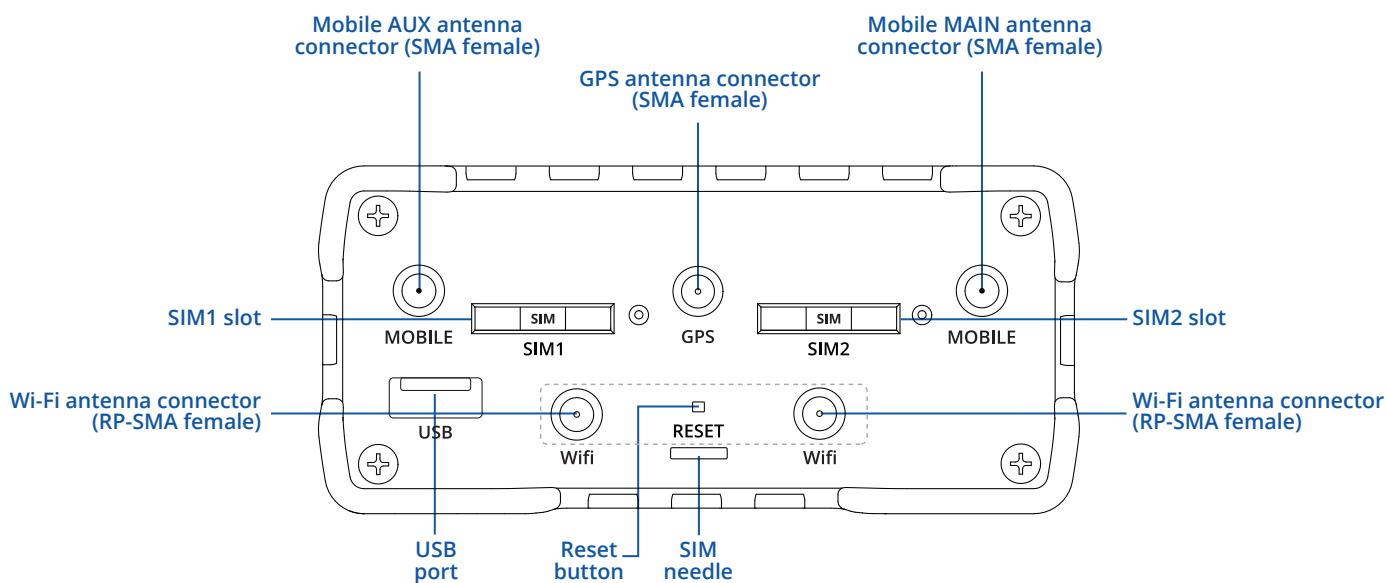 Mobile AUX antenna
connector (SMA female)
Mobile MAIN antenna
connector (SMA female)
GPS antenna connector
(SMA female)
SIM1 slot
MOBILE
SIM
SIM1
GPS
SIM
SIM2
MOBILE
SIM2 slot
Wi-Fi antenna connector
(RP-SMA female)
USB
Wifi
RESET
Wifi
Wi-Fi antenna connector
(RP-SMA female)
USB
port
Reset
button
SIM
needle